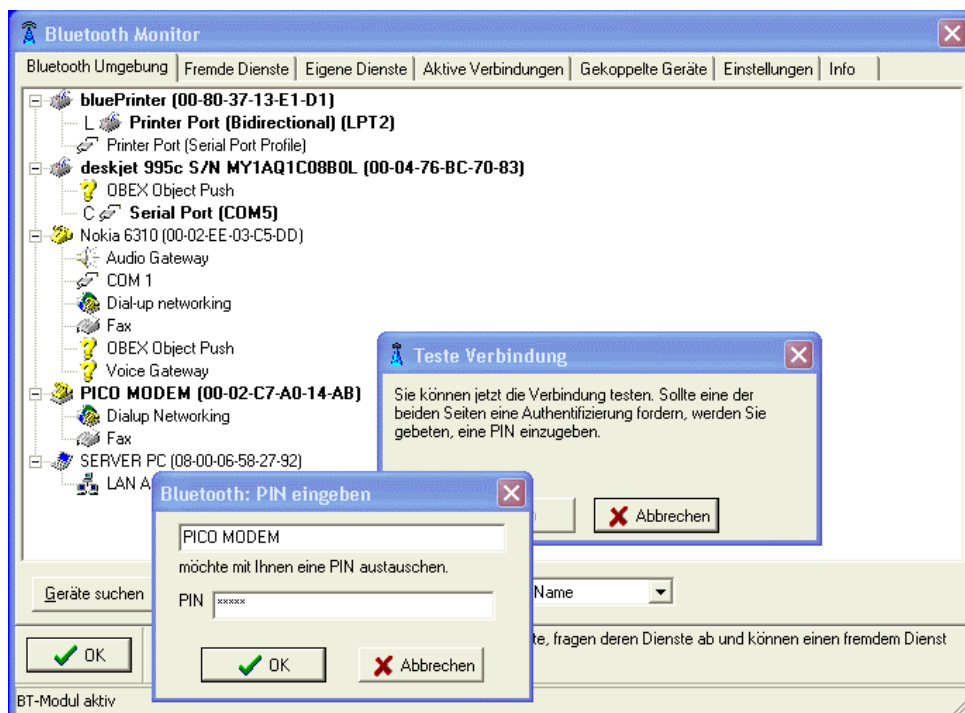 Bluetooth Monitor
Bluetooth Umgebung Fremde Dienste Eigene Dienste Aktive Verbindungen Gekoppelte Geräte Einstellungen Info
bluePrinter (00-80-37-13-E1-D1)
L Printer Port (Bidirectional) (LPT2)
Printer Port (Serial Port Profile)
deskjet 995c S/N MY1AQ1C08B0L (00-04-76-BC-70-83)
OBEX Object Push
C Serial Port (COM5)
Nokia 6310 (00-02-EE-03-C5-DD)
Audio Gateway
COM 1
Dial-up networking
Fax
OBEX Object Push
Voice Gateway
PICO MODEM (00-02-C7-A0-14-AB)
Dialup Networking
Fax
SERVER PC (08-00-06-58-27-92)
LAN A
Teste Verbindung
Sie können jetzt die Verbindung testen. Sollte eine der
beiden Seiten eine Authentifizierung fordern, werden Sie
gebeten, eine PIN einzugeben.
Abbrechen
Bluetooth: PIN eingeben
PICO MODEM
möchte mit Ihnen eine PIN austauschen.
PIN xxxxx
OK Abbrechen
Geräte suchen
Name
OK
te, fragen deren Dienste ab und können einen fremdem Dienst
BT-Modul aktiv